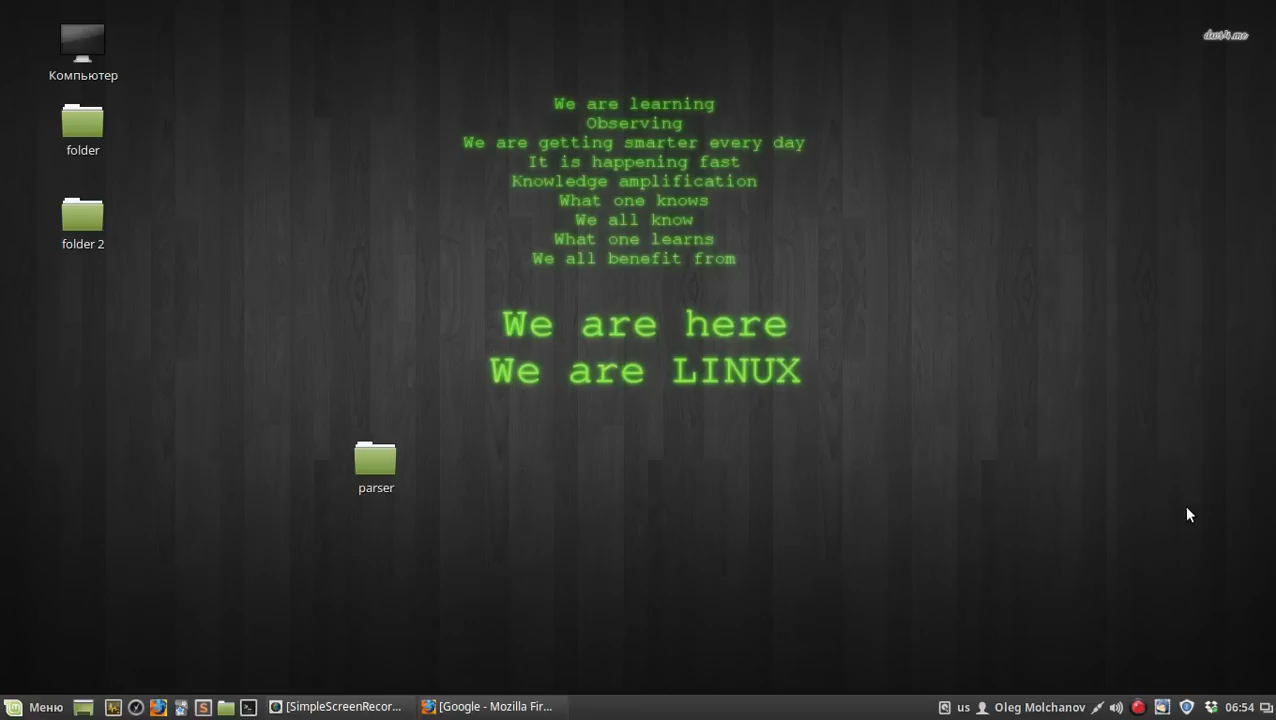 Компьютер
folder
folder 2
We are learning
Observing
We are getting smarter every day
It is happening fast
Knowledge amplification
What one knows
We all know
What one learns
We all benefit from
We are here
We are LINUX
parser
Меню
[SimpleScreenRecor...
[Google - Mozilla Fir...
us
Oleg Molchanov
06:54